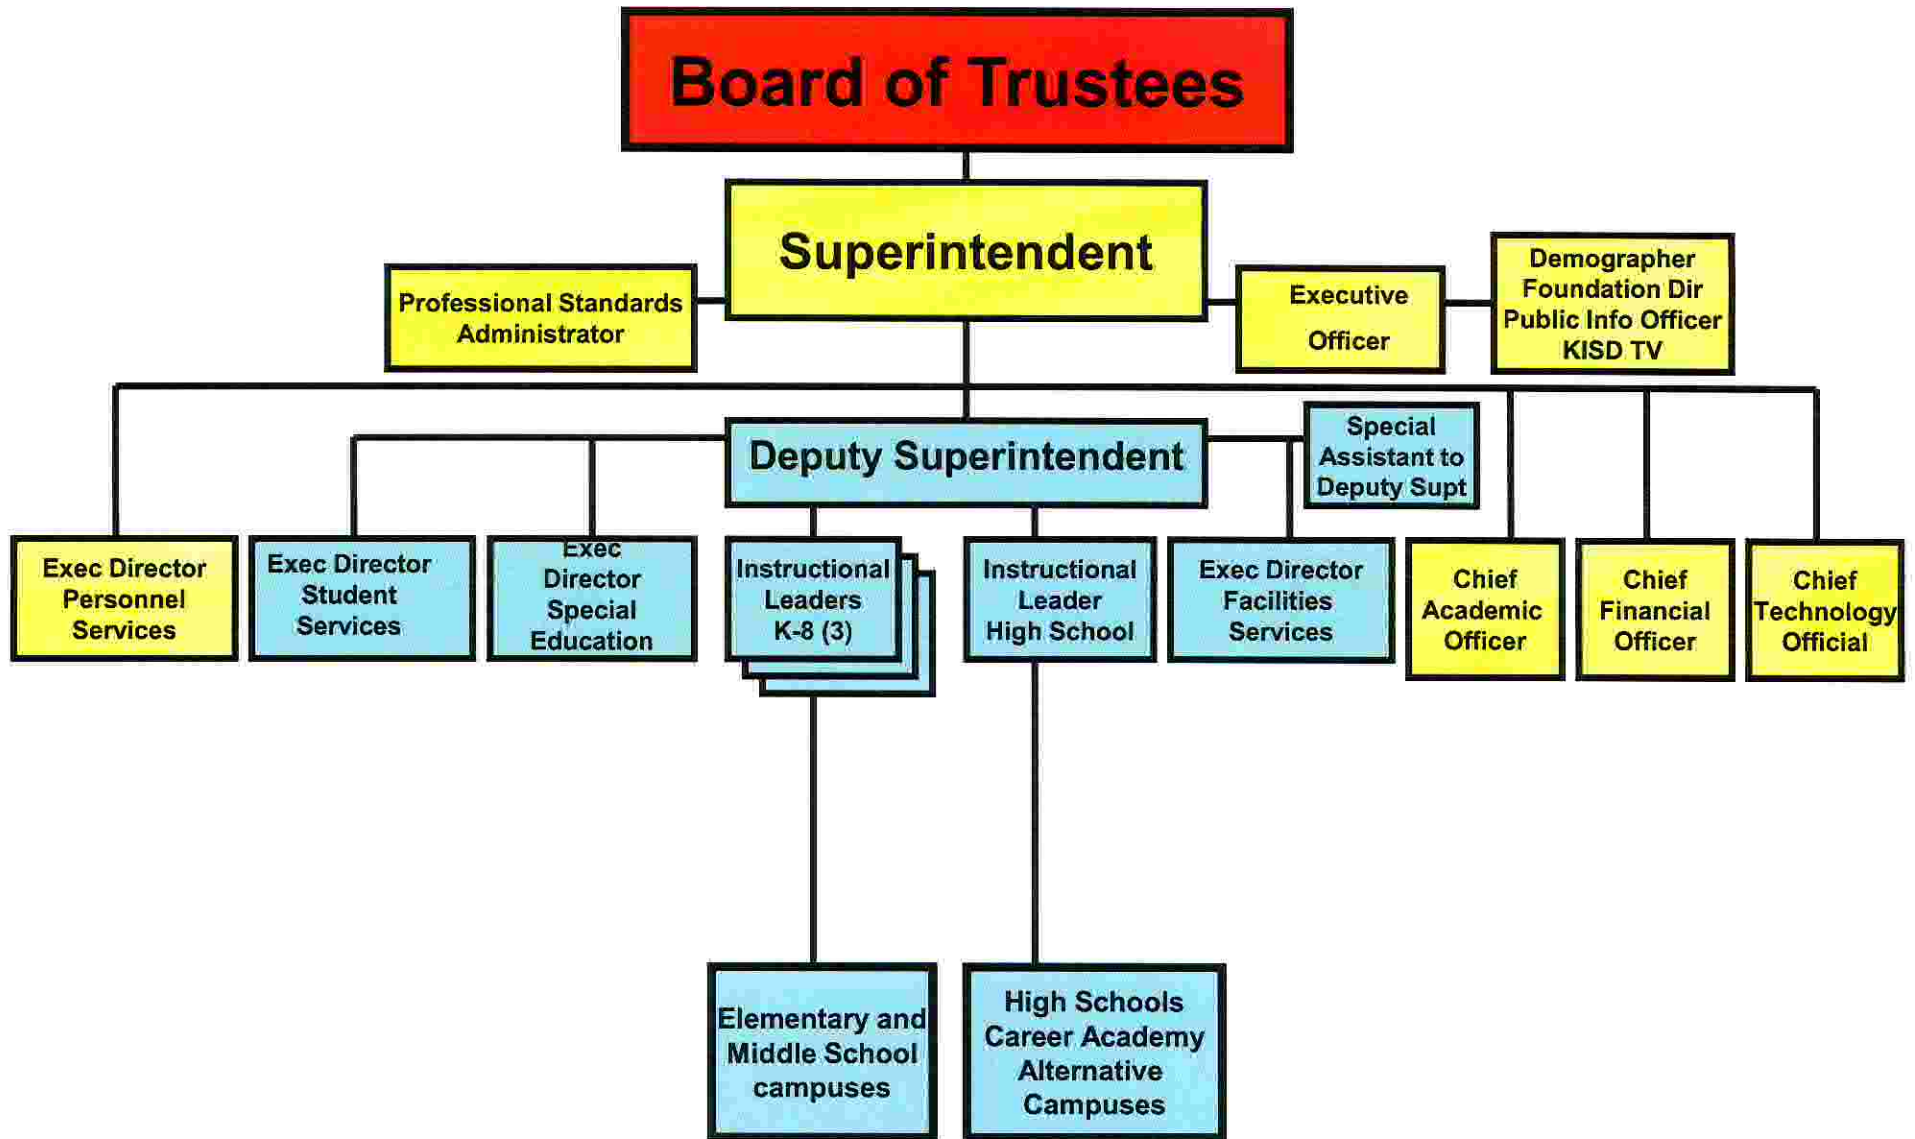 Board of Trustees
Superintendent
Professional Standards
Administrator
Executive
Officer
Demographer
Foundation Dir
Public Info Officer
KISD TV
Deputy Superintendent
Special
Assistant to
Deputy Supt
Exec Director
Personnel
Services
Exec Director
Student
Services
Exec
Director
Special
Education
Instructional
Leaders
K-8 (3)
Instructional
Leader
High School
Exec Director
Facilities
Services
Chief
Academic
Officer
Chief
Financial
Officer
Chief
Technology
Official
Elementary and
Middle School
campuses
High Schools
Career Academy
Alternative
Campuses